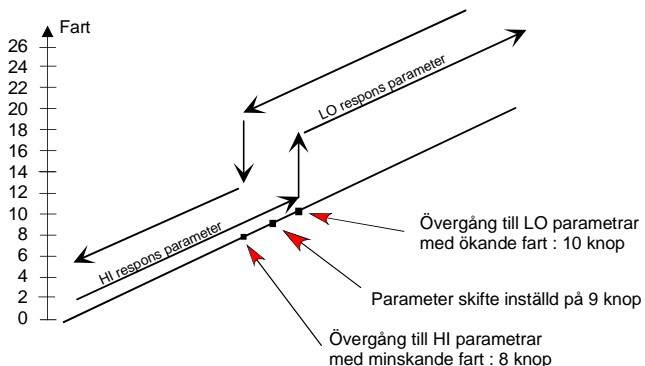 Fart
26
24
22
20
18
16
14
12
10
8
6
4
2
0
LO respons parameter
HI respons parameter
Övergång till LO parametrar
med ökande fart : 10 knop
Parameter skifte inställd på 9 knop
Övergång till HI parametrar
med minskande fart : 8 knop